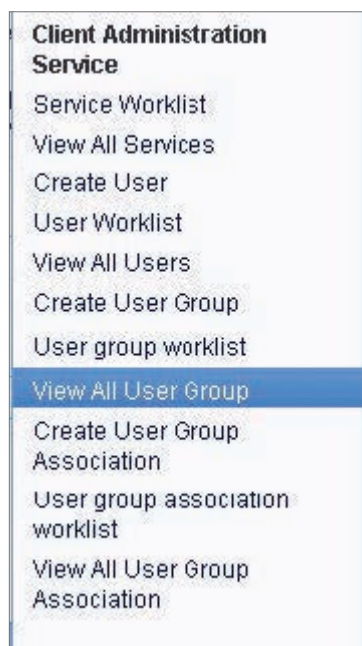 Client Administration
Service
Service Worklist
View All Services
Create User
User Worklist
View All Users
Create User Group
User group worklist
View All User Group
Create User Group
Association
User group association
worklist
View All User Group
Association